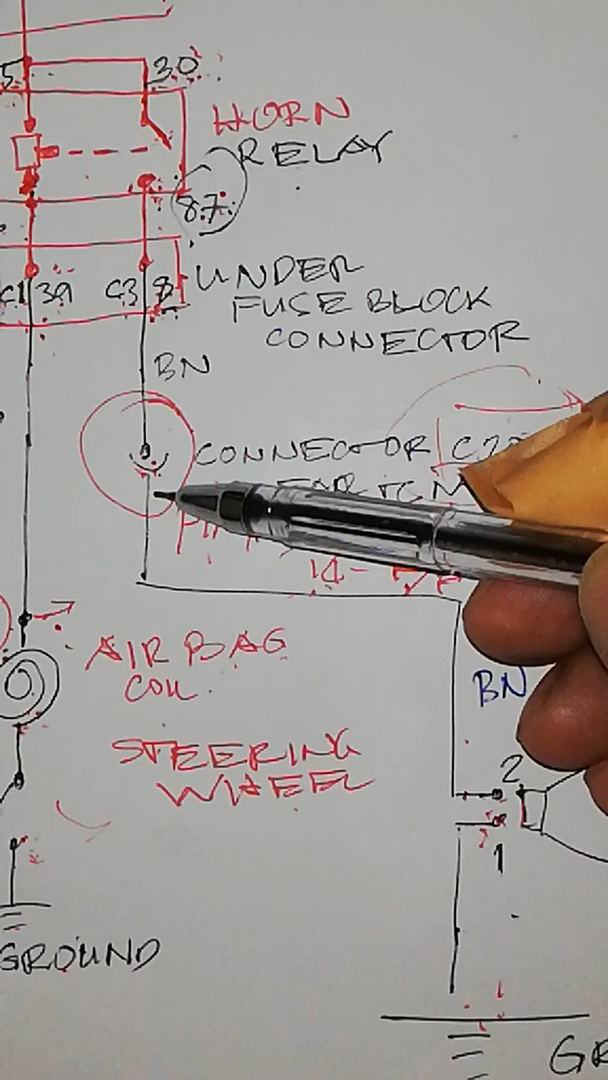 30
HORN
RELAY
87
UNDER
FUSE BLOCK
CONNECTOR
C1 39 C3 8
BN
CONNECTOR
AIR BAG
COIL
STEERING
WHEEL
BN
2
1
GROUND